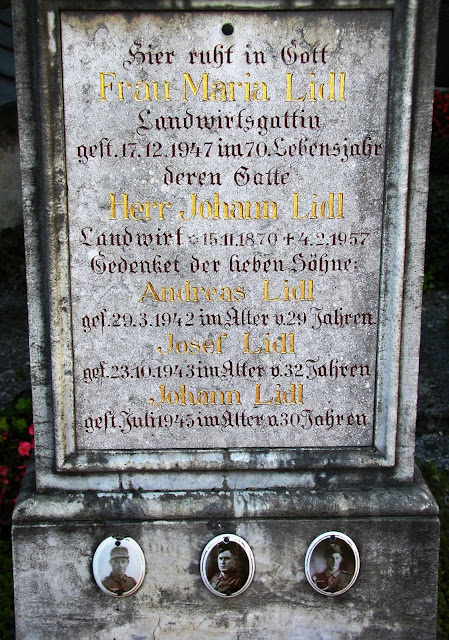 Hier ruht in Gott
Frau Maria Lidl
Landwirtsgattin
gest. 17.12.1947 im 70. Lebensjahr
deren Gatte
Herr Johann Lidl
Landwirt * 15.11.1870 + 4.2.1957
Gedenket der lieben Söhne:
Andreas Lidl
gef. 29.3.1942 im Alter v. 29 Jahren
Josef Lidl
gef. 23.10.1943 im Alter v. 32 Jahren
Johann Lidl
gest. Juli 1945 im Alter v. 30 Jahren